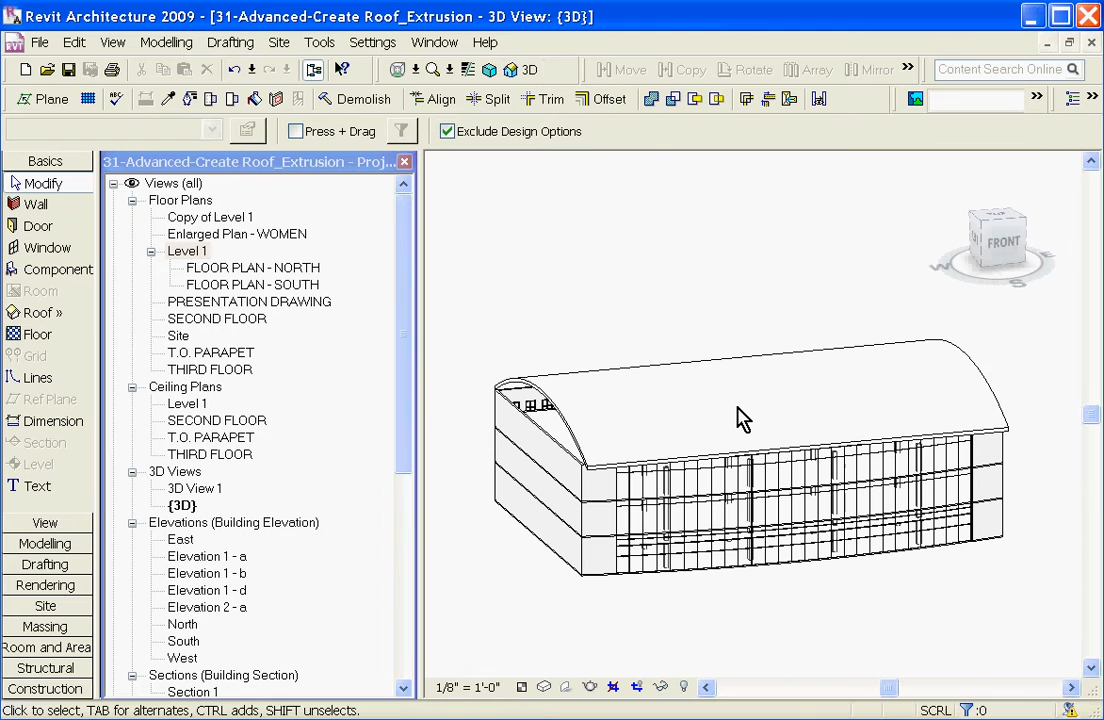 Revit Architecture 2009 - [31-Advanced-Create Roof_Extrusion - 3D View: {3D}]
File Edit View Modelling Drafting Site Tools Settings Window Help
3D Move Copy Rotate Array Mirror » Content Search Online
Plane Demolish Align Split Trim Offset » »
Press + Drag Exclude Design Options
Basics
Modify
Wall
Door
Window
Component
Room
Roof »
Floor
Grid
Lines
Ref Plane
Dimension
Section
Level
Text
View
Modelling
Drafting
Rendering
Site
Massing
Room and Area
Structural
Construction
31-Advanced-Create Roof_Extrusion - Proj...
Views (all)
Floor Plans
Copy of Level 1
Enlarged Plan - WOMEN
Level 1
FLOOR PLAN - NORTH
FLOOR PLAN - SOUTH
PRESENTATION DRAWING
SECOND FLOOR
Site
T.O. PARAPET
THIRD FLOOR
Ceiling Plans
Level 1
SECOND FLOOR
T.O. PARAPET
THIRD FLOOR
3D Views
3D View 1
{3D}
Elevations (Building Elevation)
East
Elevation 1 - a
Elevation 1 - b
Elevation 1 - d
Elevation 2 - a
North
South
West
Sections (Building Section)
Section 1
FRONT
W
S
E
1/8" = 1'-0"
Click to select, TAB for alternates, CTRL adds, SHIFT unselects. SCRL :0